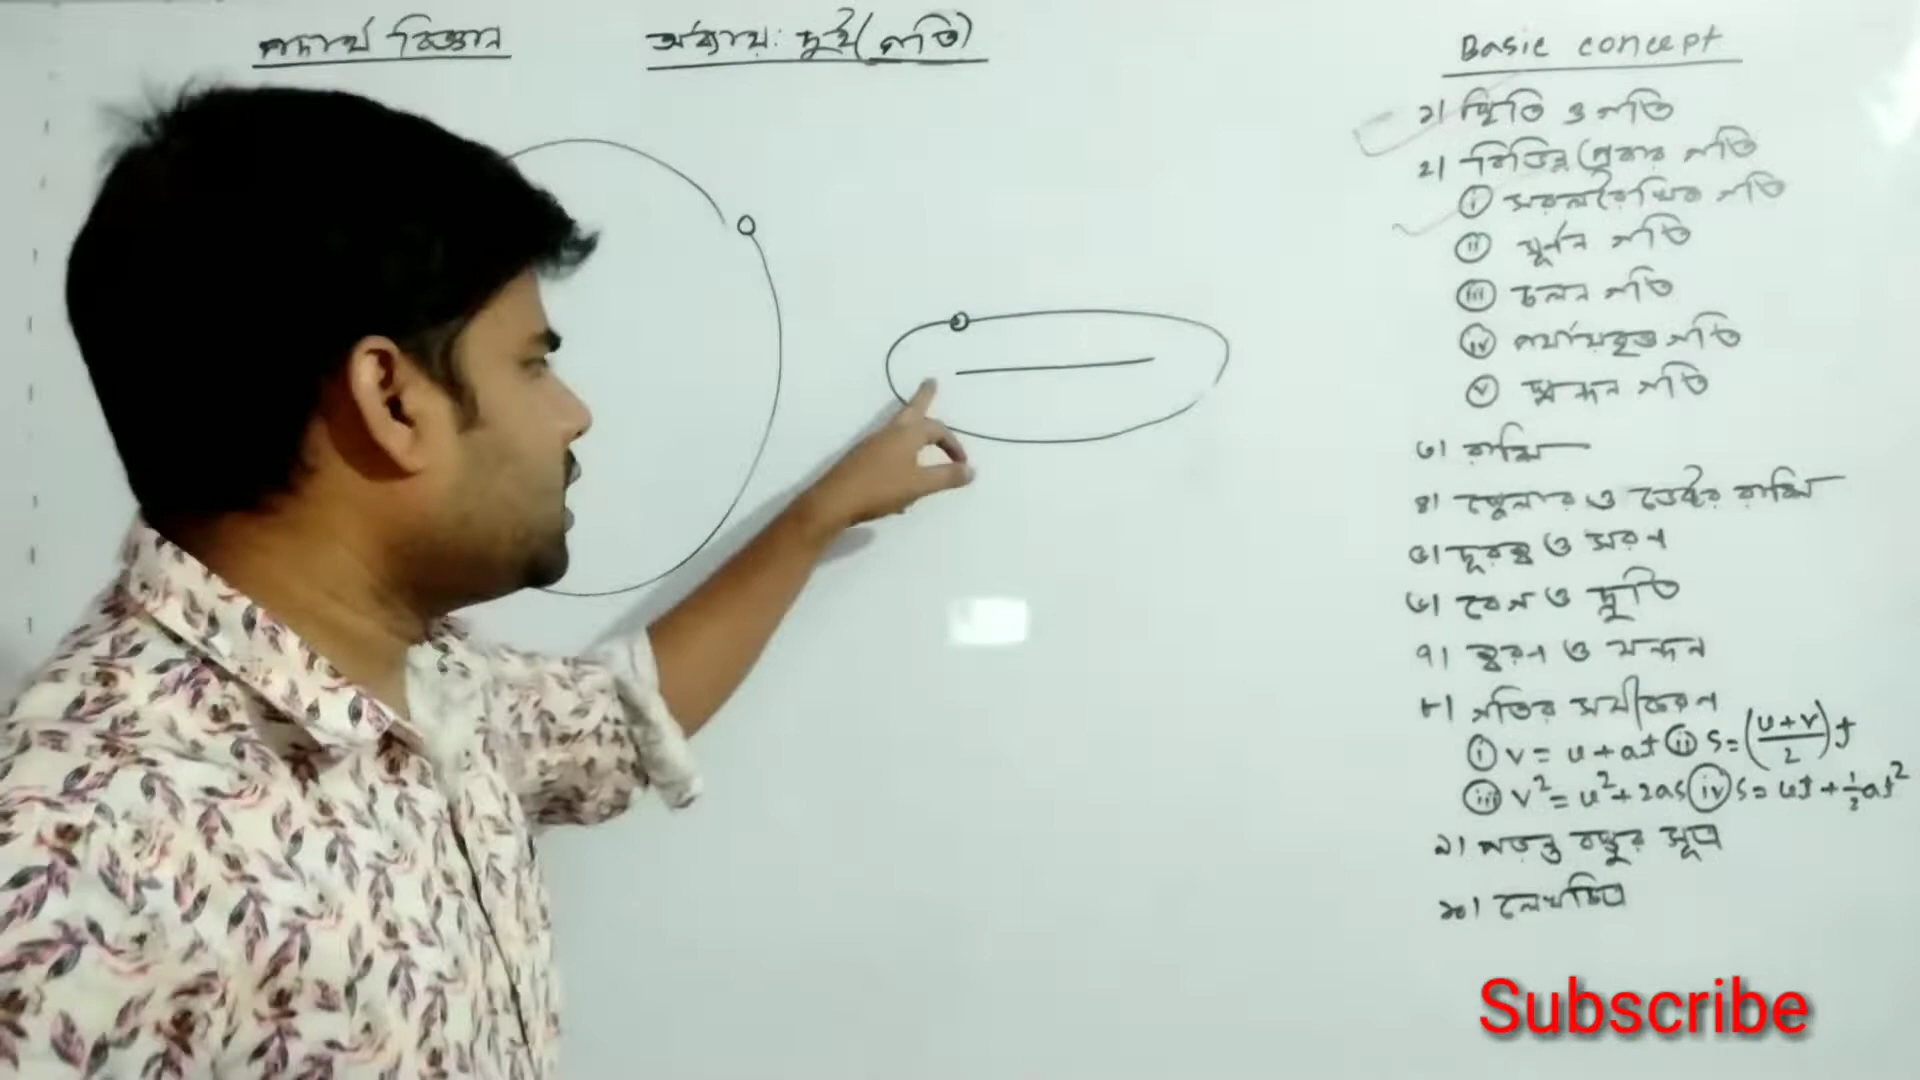 পদার্থ বিজ্ঞান
অধ্যায়: দুই (গতি)
Basic concept
১। স্থিতি ও গতি
২। বিভিন্ন প্রকার গতি
(i) সরলরৈখিক গতি
(ii) ঘূর্ণন গতি
(iii) চলন গতি
(iv) পর্যায়বৃত্ত গতি
(v) স্পন্দন গতি
৩। রাশি
৪। স্কেলার ও ভেক্টর রাশি
৫। দূরত্ব ও সরণ
৬। বেগ ও দ্রুতি
৭। ত্বরণ ও মন্দন
৮। গতির সমীকরণ
(i) v = u + at (ii) s = ((u+v)/2) t
(iii) v² = u² + 2as (iv) s = ut + ½at²
৯। পড়ন্ত বস্তুর সূত্র
১০। লেখচিত্র
Subscribe